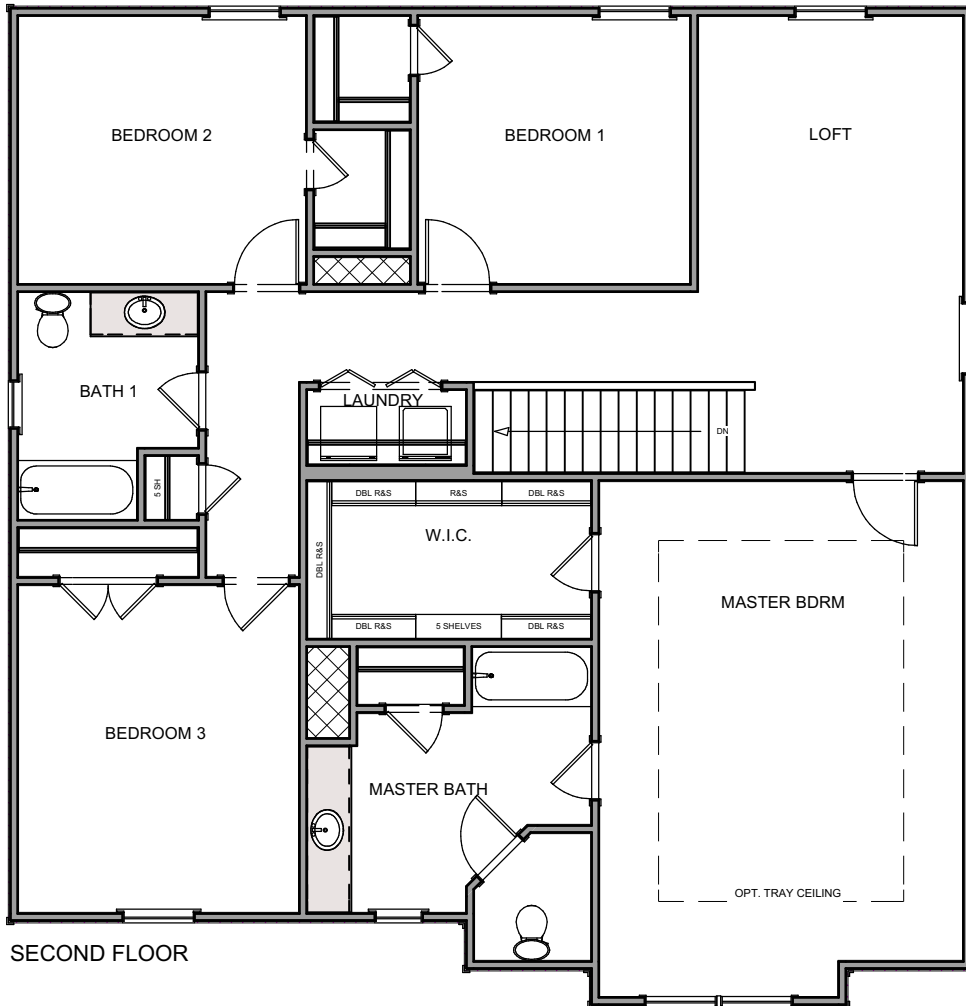 BEDROOM 2
BEDROOM 1
LOFT
BATH 1
LAUNDRY
DN
5 SH
DBL R&S
R&S
DBL R&S
W.I.C.
DBL R&S
DBL R&S
5 SHELVES
DBL R&S
MASTER BDRM
BEDROOM 3
MASTER BATH
OPT. TRAY CEILING
SECOND FLOOR